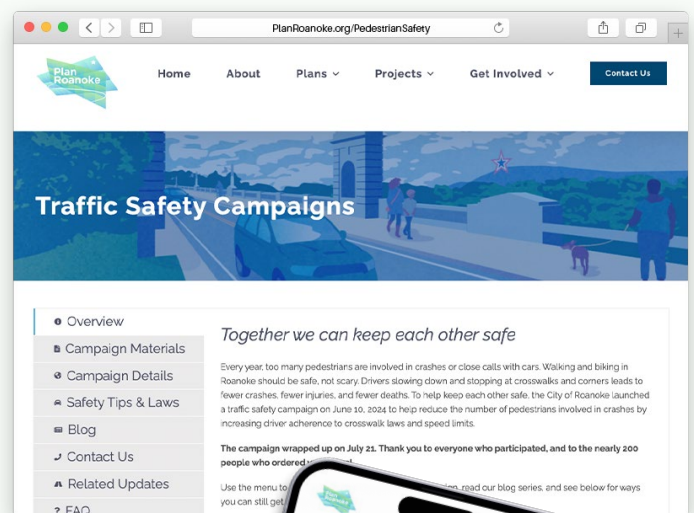 PlanRoanoke.org/PedestrianSafety
Plan
Roanoke
Home About Plans Projects Get Involved Contact Us
Traffic Safety Campaigns
Overview
Campaign Materials
Campaign Details
Safety Tips & Laws
Blog
Contact Us
Related Updates
? FAQ
Together we can keep each other safe
Every year, too many pedestrians are involved in crashes or close calls with cars. Walking and biking in
Roanoke should be safe, not scary. Drivers slowing down and stopping at crosswalks and corners leads to
fewer crashes, fewer injuries, and fewer deaths. To help keep each other safe, the City of Roanoke launched
a traffic safety campaign on June 10, 2024 to help reduce the number of pedestrians involved in crashes by
increasing driver adherence to crosswalk laws and speed limits.
The campaign wrapped up on July 21. Thank you to everyone who participated, and to the nearly 200
people who ordered
Use the menu to read our blog series, and see below for ways
you can still get
Plan
Roanoke